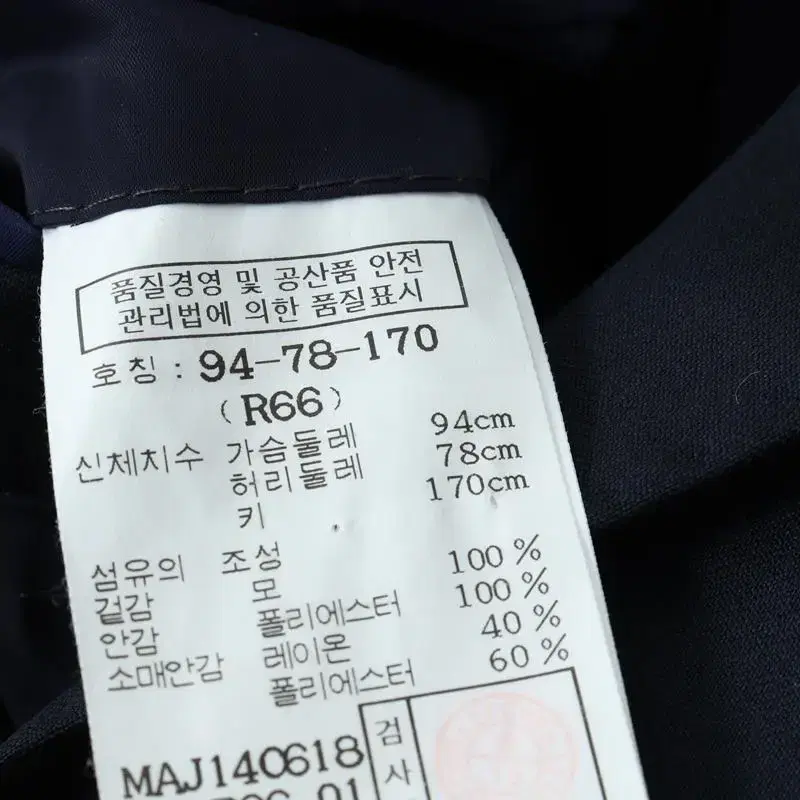 품질경영 및 공산품 안전
관리법에 의한 품질표시
호칭 : 94-78-170
(R66)
신체치수 가슴둘레 94cm
허리둘레 78cm
키 170cm
섬유의 조성
겉감 모 100 %
안감 폴리에스터 100 %
소매안감 레이온 40 %
폴리에스터 60 %
MAJ140618
검
사
01